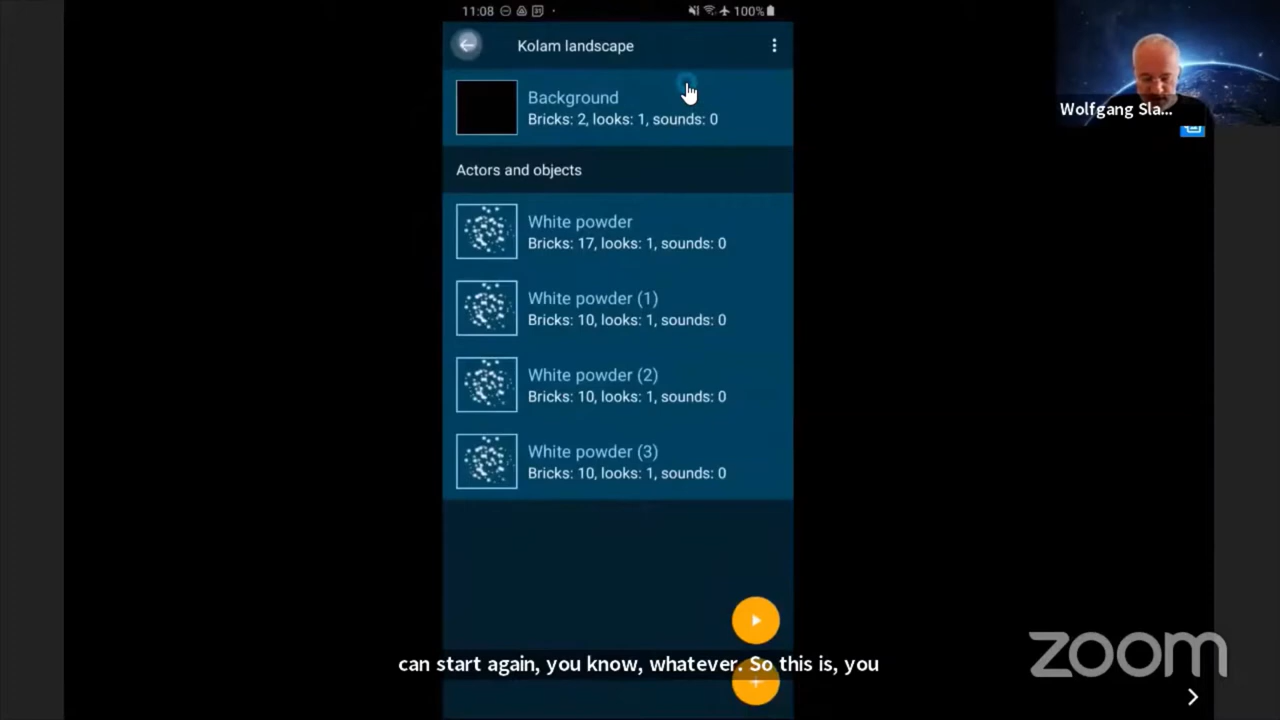 11:08
100%
Kolam landscape
Background
Bricks: 2, looks: 1, sounds: 0
Actors and objects
White powder
Bricks: 17, looks: 1, sounds: 0
White powder (1)
Bricks: 10, looks: 1, sounds: 0
White powder (2)
Bricks: 10, looks: 1, sounds: 0
White powder (3)
Bricks: 10, looks: 1, sounds: 0
Wolfgang Sla...
can start again, you know, whatever. So this is, you
zoom